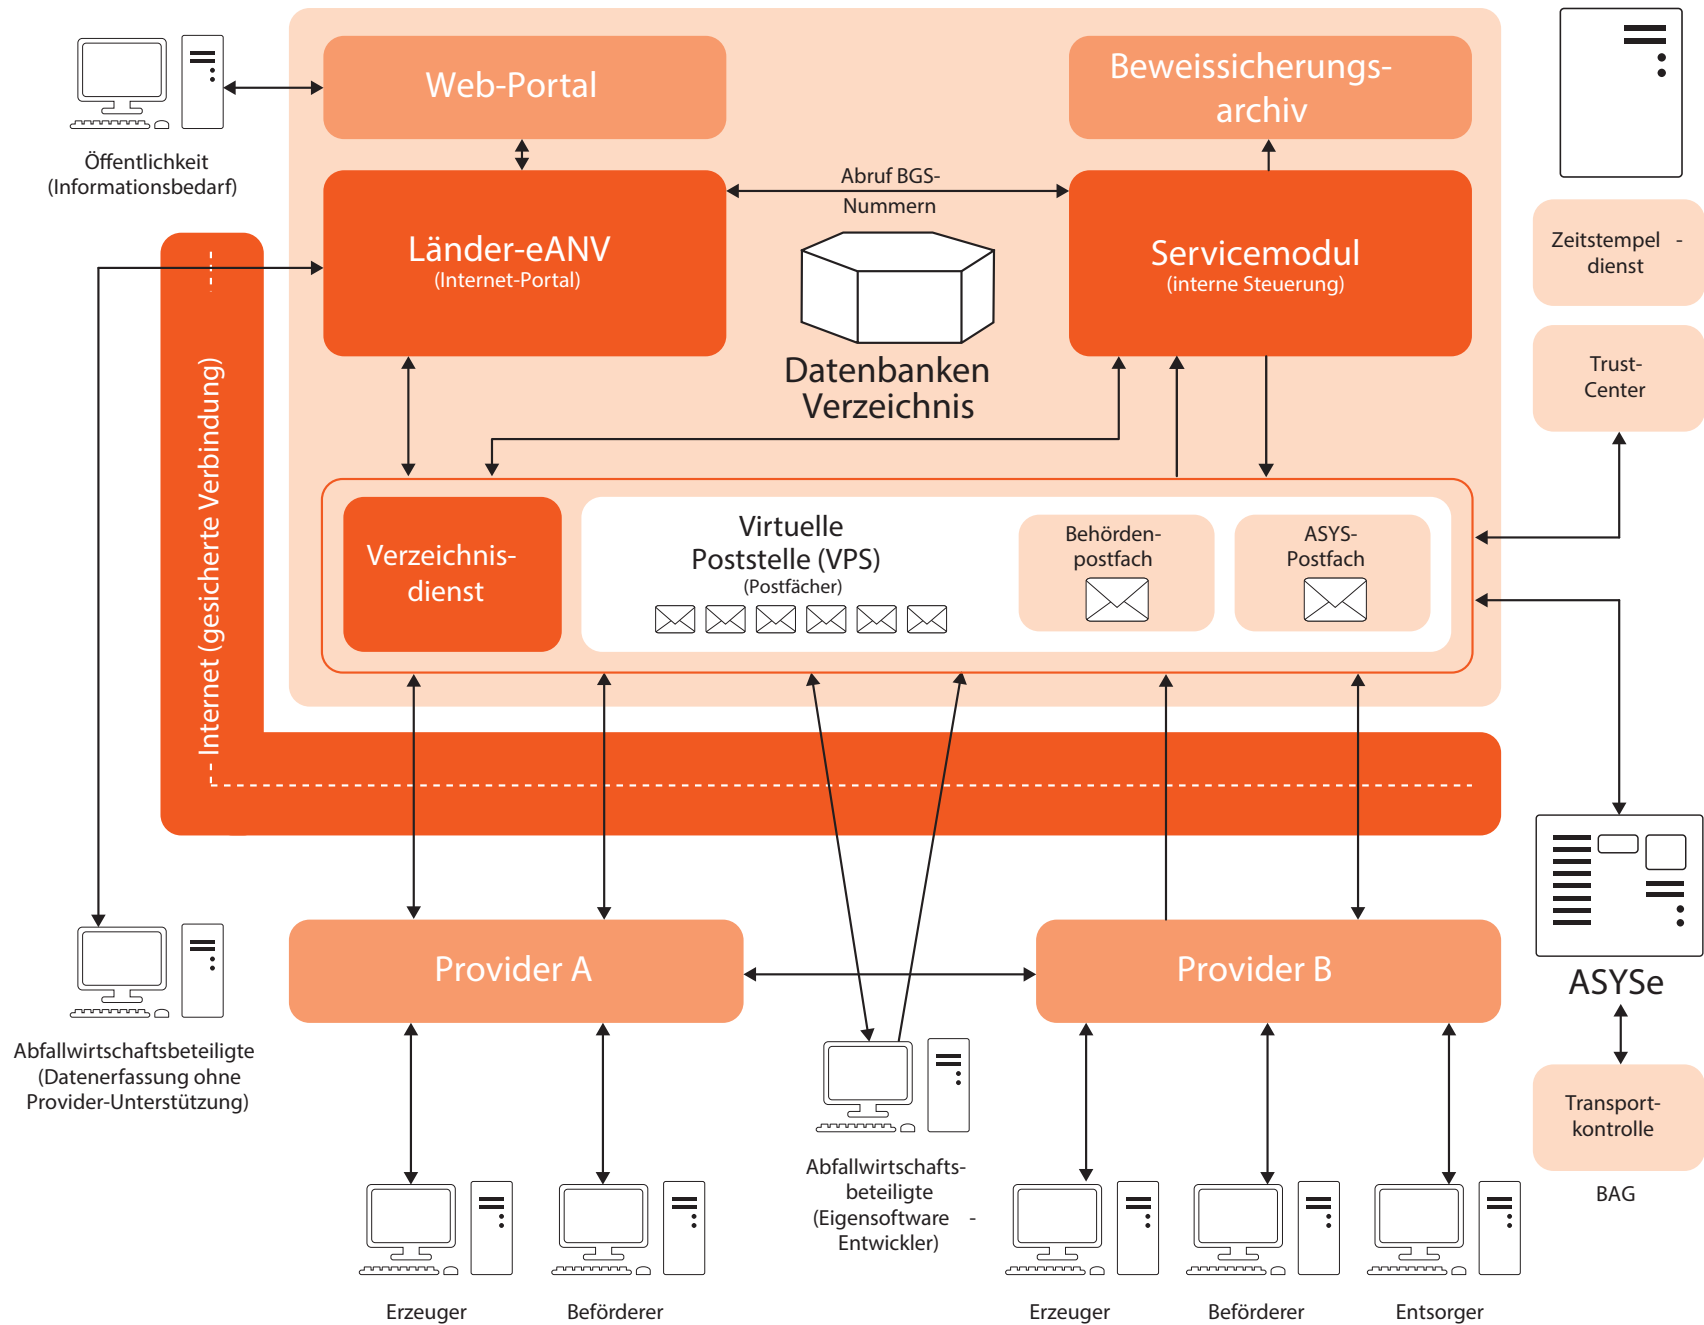 Web-Portal
Beweissicherungs-
archiv
Öffentlichkeit
(Informationsbedarf)
Abruf BGS-
Nummern
Länder-eANV
(Internet-Portal)
Servicemodul
(interne Steuerung)
Zeitstempel -
dienst
Datenbanken
Verzeichnis
Trust-
Center
Internet (gesicherte Verbindung)
Verzeichnis-
dienst
Virtuelle
Poststelle (VPS)
(Postfächer)
Behörden-
postfach
ASYS-
Postfach
Provider A
Provider B
ASYSe
Abfallwirtschaftsbeteiligte
(Datenerfassung ohne
Provider-Unterstützung)
Transport-
kontrolle
BAG
Abfallwirtschafts-
beteiligte
(Eigensoftware -
Entwickler)
Erzeuger
Beförderer
Erzeuger
Beförderer
Entsorger